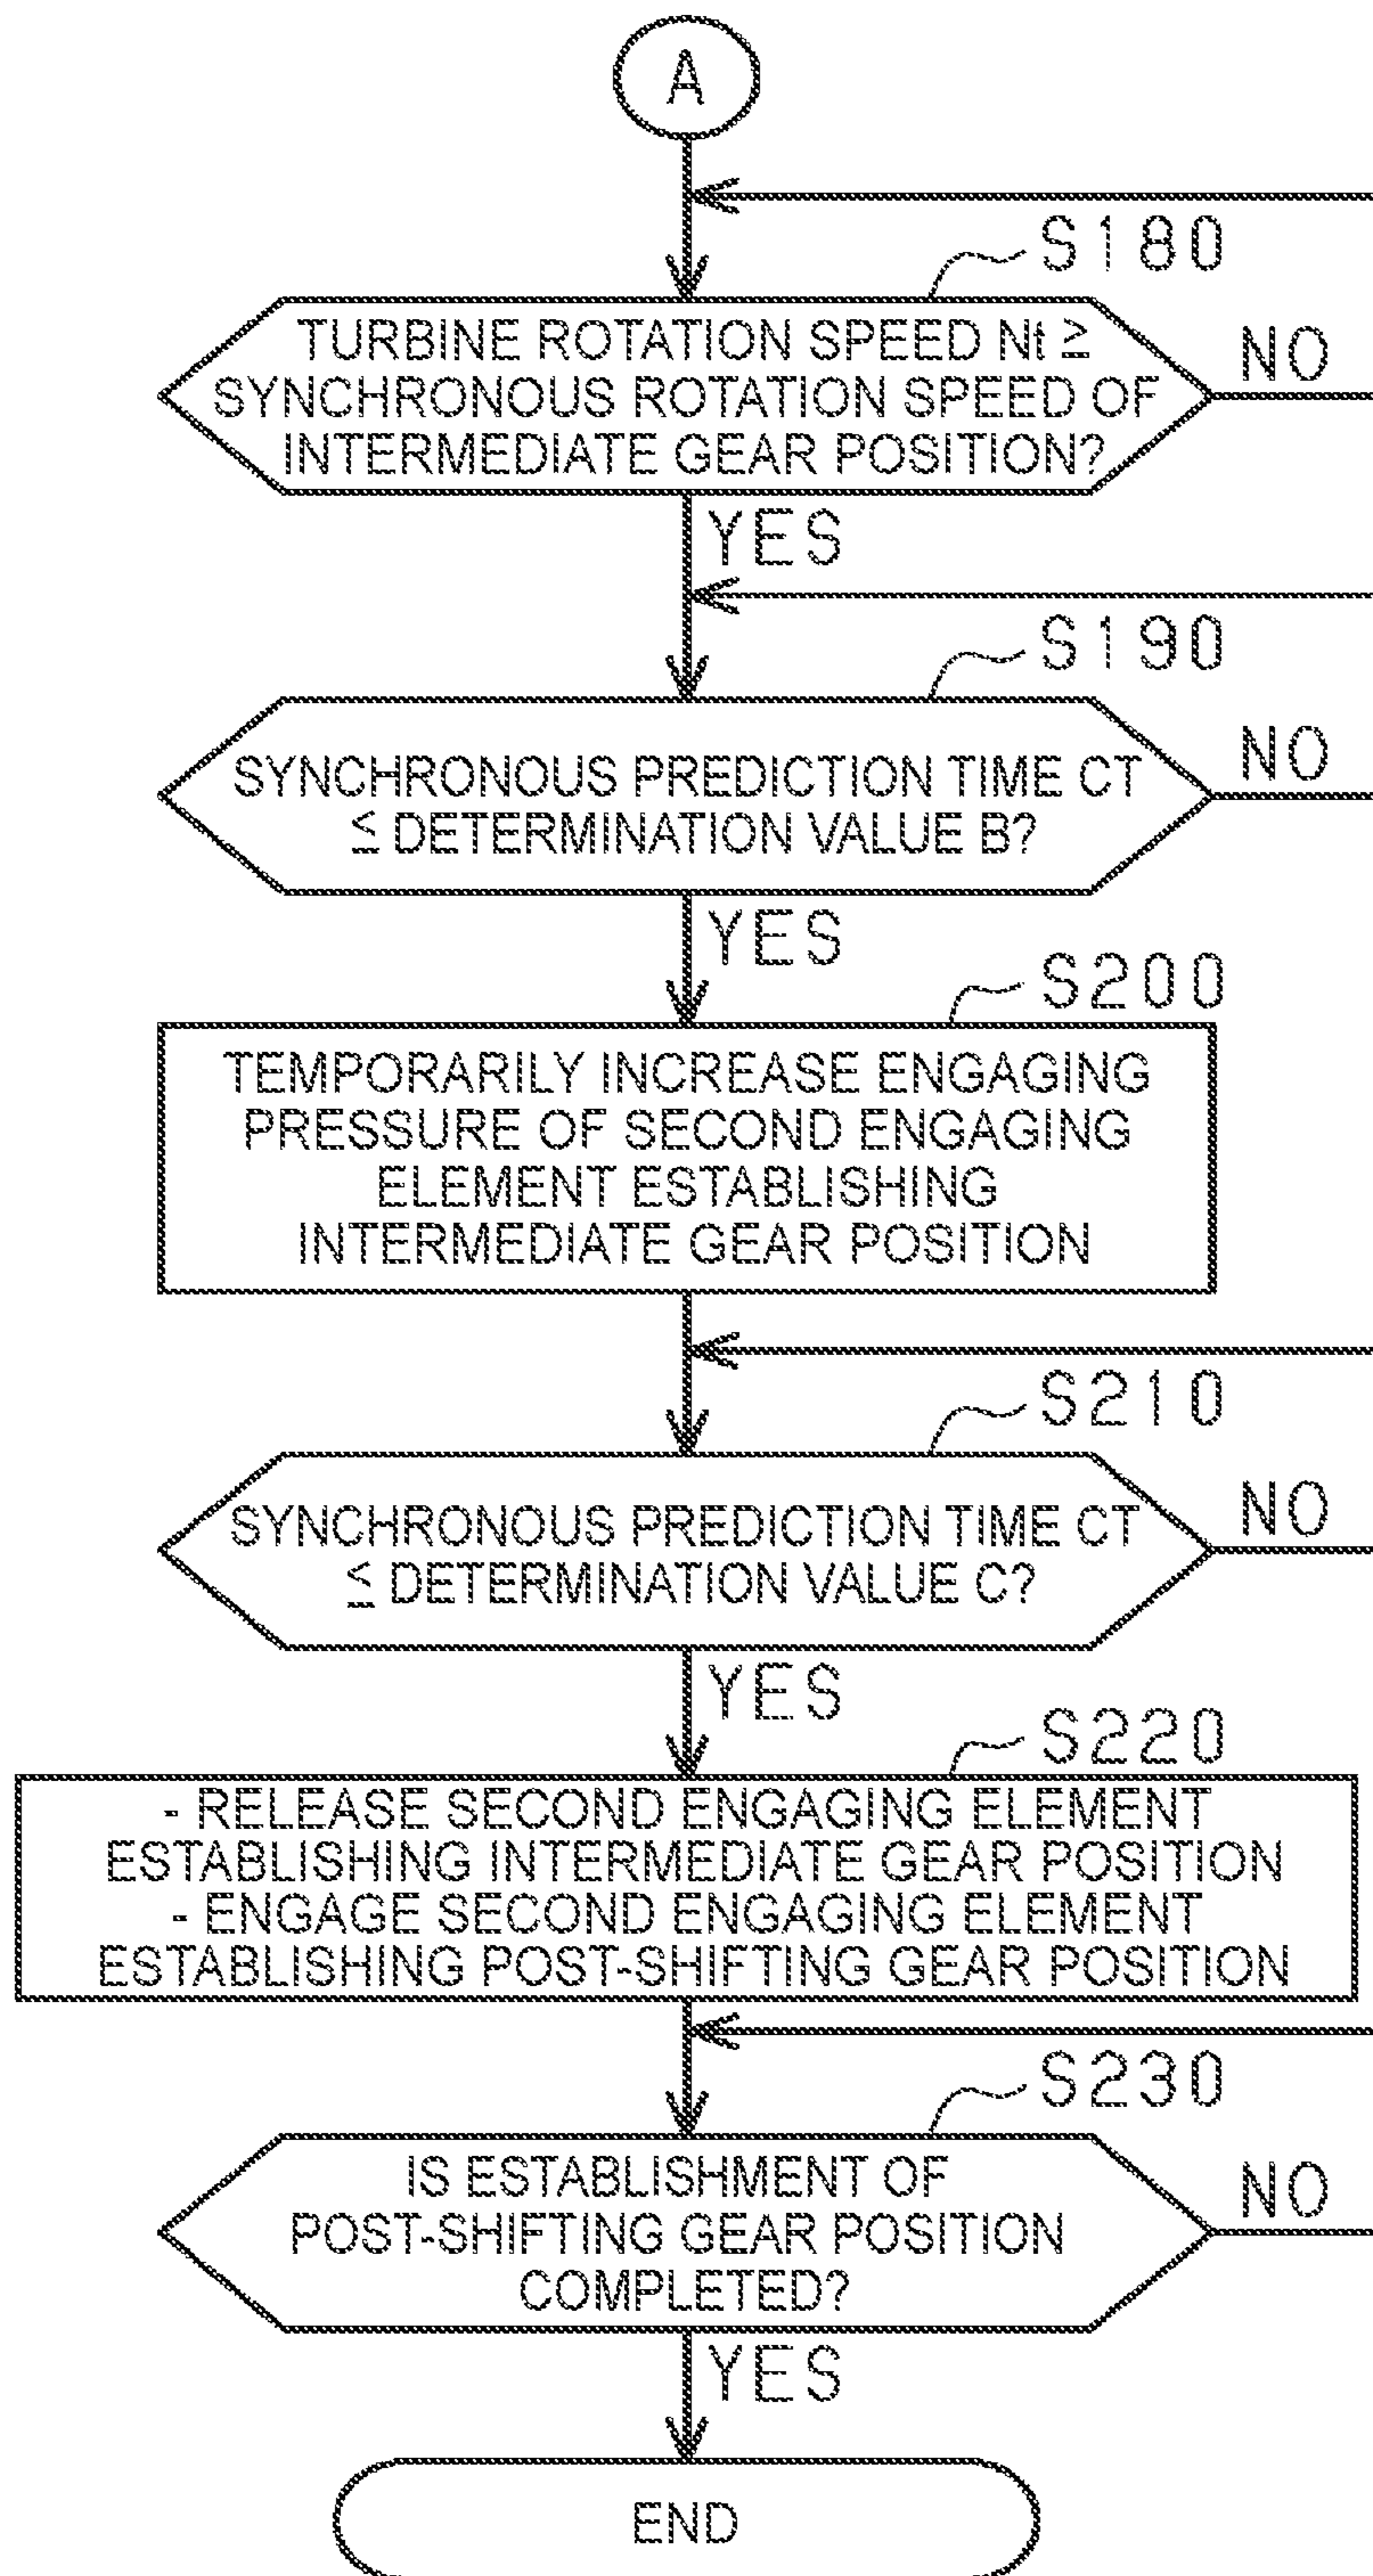 A
S180
TURBINE ROTATION SPEED Nt ≧
SYNCHRONOUS ROTATION SPEED OF
INTERMEDIATE GEAR POSITION?
NO
YES
S190
SYNCHRONOUS PREDICTION TIME CT
≦ DETERMINATION VALUE B?
NO
YES
S200
TEMPORARILY INCREASE ENGAGING
PRESSURE OF SECOND ENGAGING
ELEMENT ESTABLISHING
INTERMEDIATE GEAR POSITION
S210
SYNCHRONOUS PREDICTION TIME CT
≦ DETERMINATION VALUE C?
NO
YES
S220
- RELEASE SECOND ENGAGING ELEMENT
ESTABLISHING INTERMEDIATE GEAR POSITION
- ENGAGE SECOND ENGAGING ELEMENT
ESTABLISHING POST-SHIFTING GEAR POSITION
S230
IS ESTABLISHMENT OF
POST-SHIFTING GEAR POSITION
COMPLETED?
NO
YES
END